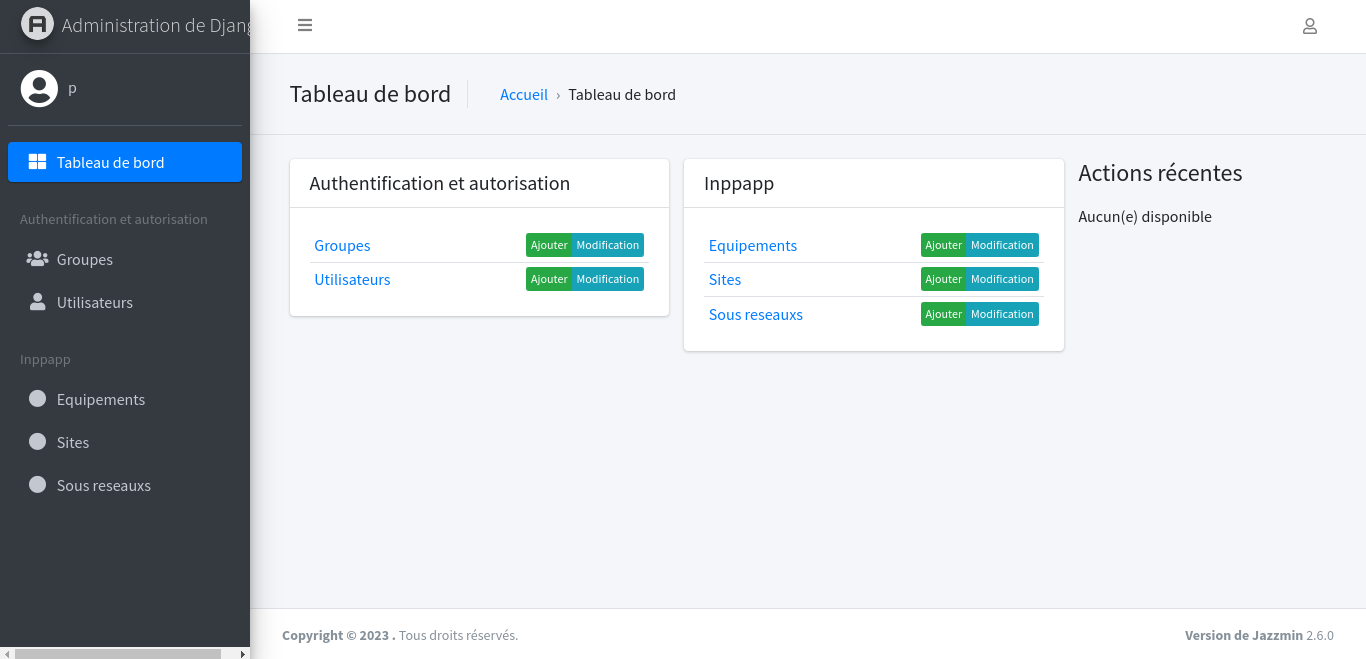 Administration de Djang
p
Tableau de bord
Authentification et autorisation
Groupes
Utilisateurs
Inppapp
Equipements
Sites
Sous reseauxs
Tableau de bord
Accueil › Tableau de bord
Authentification et autorisation
Groupes Ajouter Modification
Utilisateurs Ajouter Modification
Inppapp
Equipements Ajouter Modification
Sites Ajouter Modification
Sous reseauxs Ajouter Modification
Actions récentes
Aucun(e) disponible
Copyright © 2023 . Tous droits réservés.
Version de Jazzmin 2.6.0